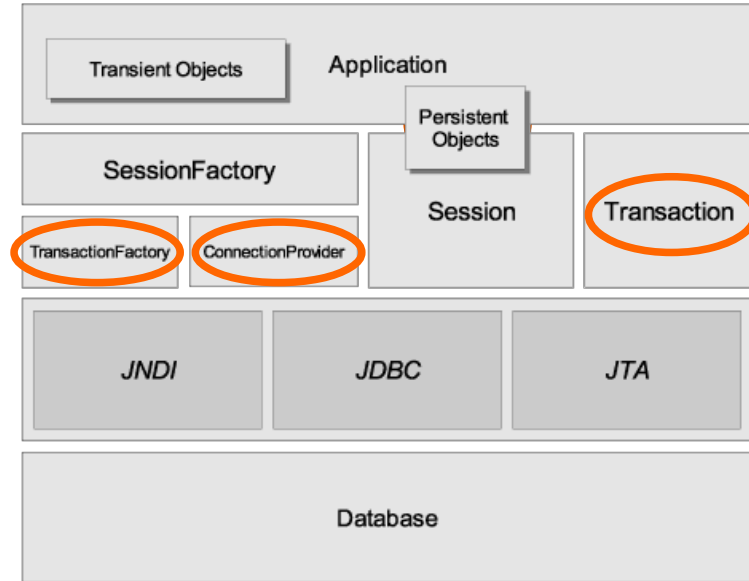 Transient Objects
Application
Persistent
Objects
SessionFactory
Session
Transaction
TransactionFactory
ConnectionProvider
JNDI
JDBC
JTA
Database